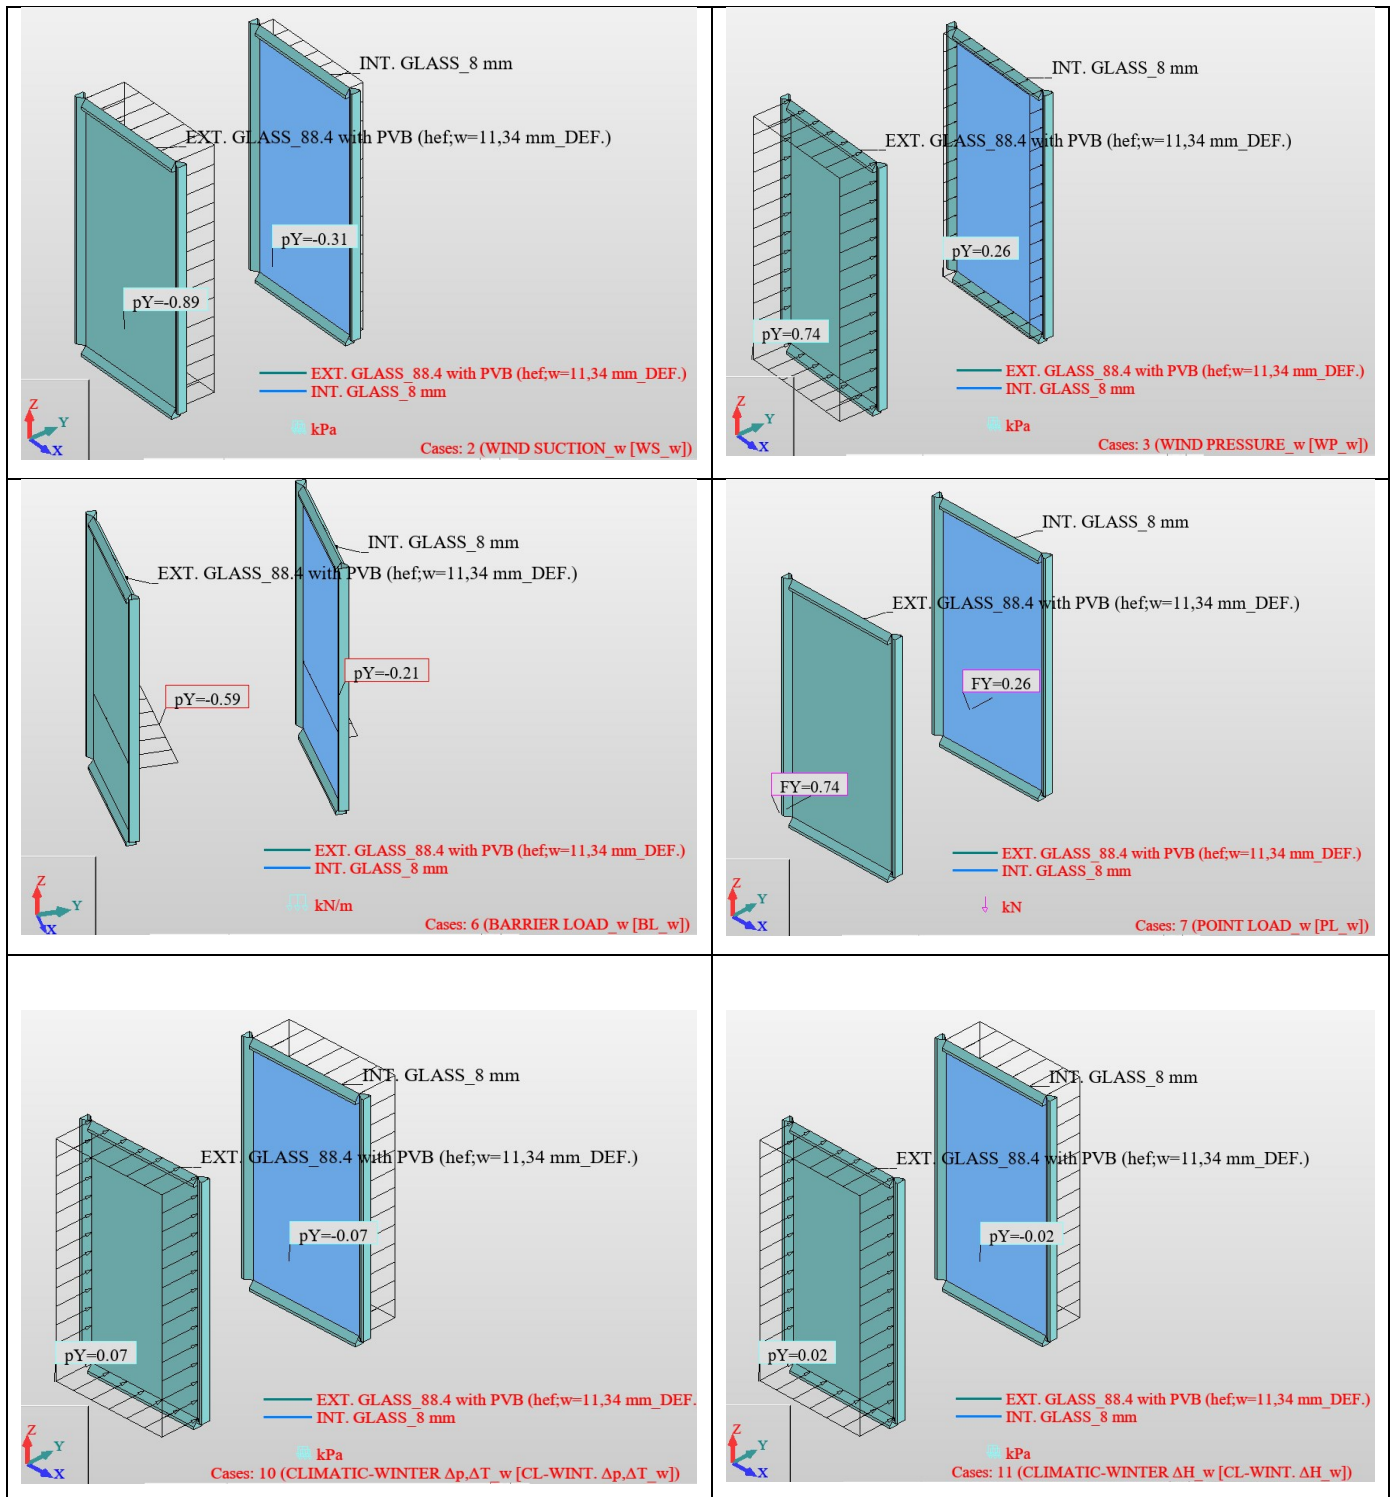 INT. GLASS_8 mm
EXT. GLASS_88.4 with PVB (hef;w=11,34 mm_DEF.)
pY=-0.31
pY=-0.89
EXT. GLASS_88.4 with PVB (hef;w=11,34 mm_DEF.)
INT. GLASS_8 mm
Z
Y
X
kPa
Cases: 2 (WIND SUCTION_w [WS_w])
INT. GLASS_8 mm
EXT. GLASS_88.4 with PVB (hef;w=11,34 mm_DEF.)
pY=0.26
pY=0.74
EXT. GLASS_88.4 with PVB (hef;w=11,34 mm_DEF.)
INT. GLASS_8 mm
Z
Y
X
kPa
Cases: 3 (WIND PRESSURE_w [WP_w])
INT. GLASS_8 mm
EXT. GLASS_88.4 with PVB (hef;w=11,34 mm_DEF.)
pY=-0.21
pY=-0.59
EXT. GLASS_88.4 with PVB (hef;w=11,34 mm_DEF.)
INT. GLASS_8 mm
Z
Y
X
kN/m
Cases: 6 (BARRIER LOAD_w [BL_w])
INT. GLASS_8 mm
EXT. GLASS_88.4 with PVB (hef;w=11,34 mm_DEF.)
FY=0.26
FY=0.74
EXT. GLASS_88.4 with PVB (hef;w=11,34 mm_DEF.)
INT. GLASS_8 mm
Z
Y
X
kN
Cases: 7 (POINT LOAD_w [PL_w])
INT. GLASS_8 mm
EXT. GLASS_88.4 with PVB (hef;w=11,34 mm_DEF.)
pY=-0.07
pY=0.07
EXT. GLASS_88.4 with PVB (hef;w=11,34 mm_DEF.
INT. GLASS_8 mm
Z
Y
X
kPa
Cases: 10 (CLIMATIC-WINTER Δp,ΔT_w [CL-WINT. Δp,ΔT_w])
INT. GLASS_8 mm
EXT. GLASS_88.4 with PVB (hef;w=11,34 mm_DEF.)
pY=-0.02
pY=0.02
EXT. GLASS_88.4 with PVB (hef;w=11,34 mm_DEF.)
INT. GLASS_8 mm
Z
Y
X
kPa
Cases: 11 (CLIMATIC-WINTER ΔH_w [CL-WINT. ΔH_w])